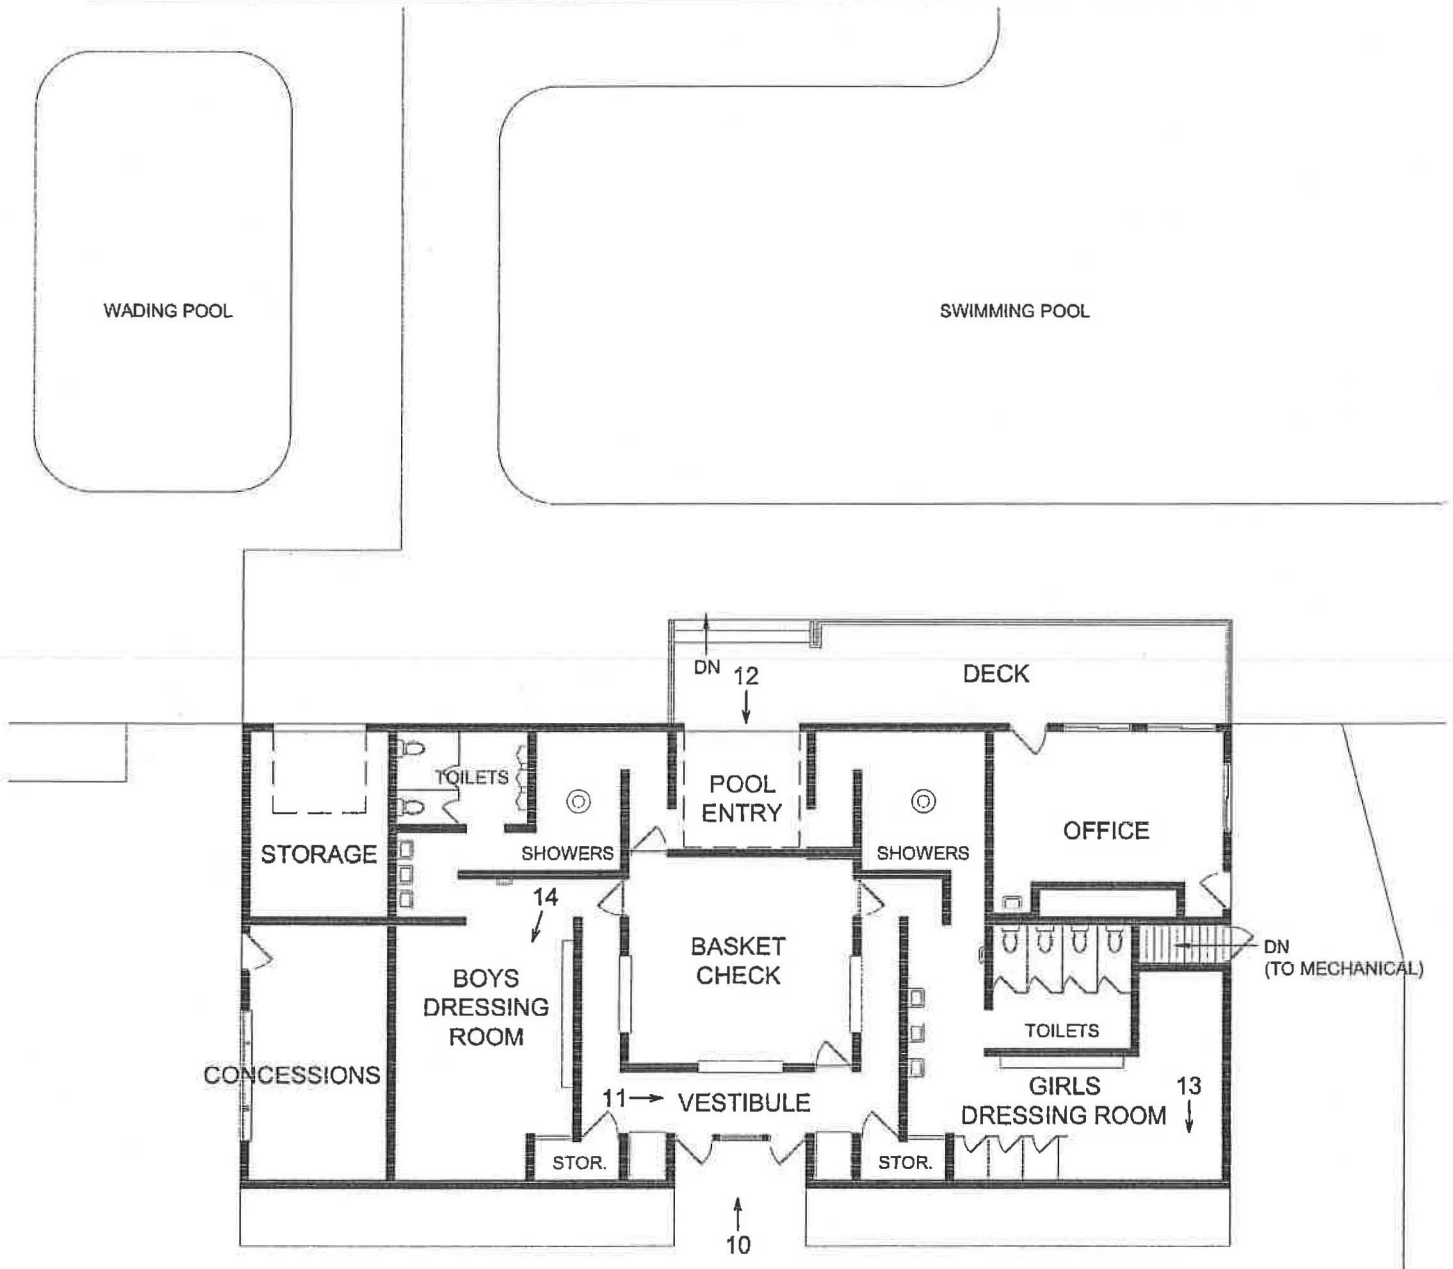 WADING POOL
SWIMMING POOL
DN
12
DECK
TOILETS
POOL
ENTRY
STORAGE
SHOWERS
SHOWERS
OFFICE
14
BASKET
CHECK
DN
(TO MECHANICAL)
BOYS
DRESSING
ROOM
TOILETS
CONCESSIONS
11
VESTIBULE
GIRLS
DRESSING ROOM
13
STOR.
STOR.
10